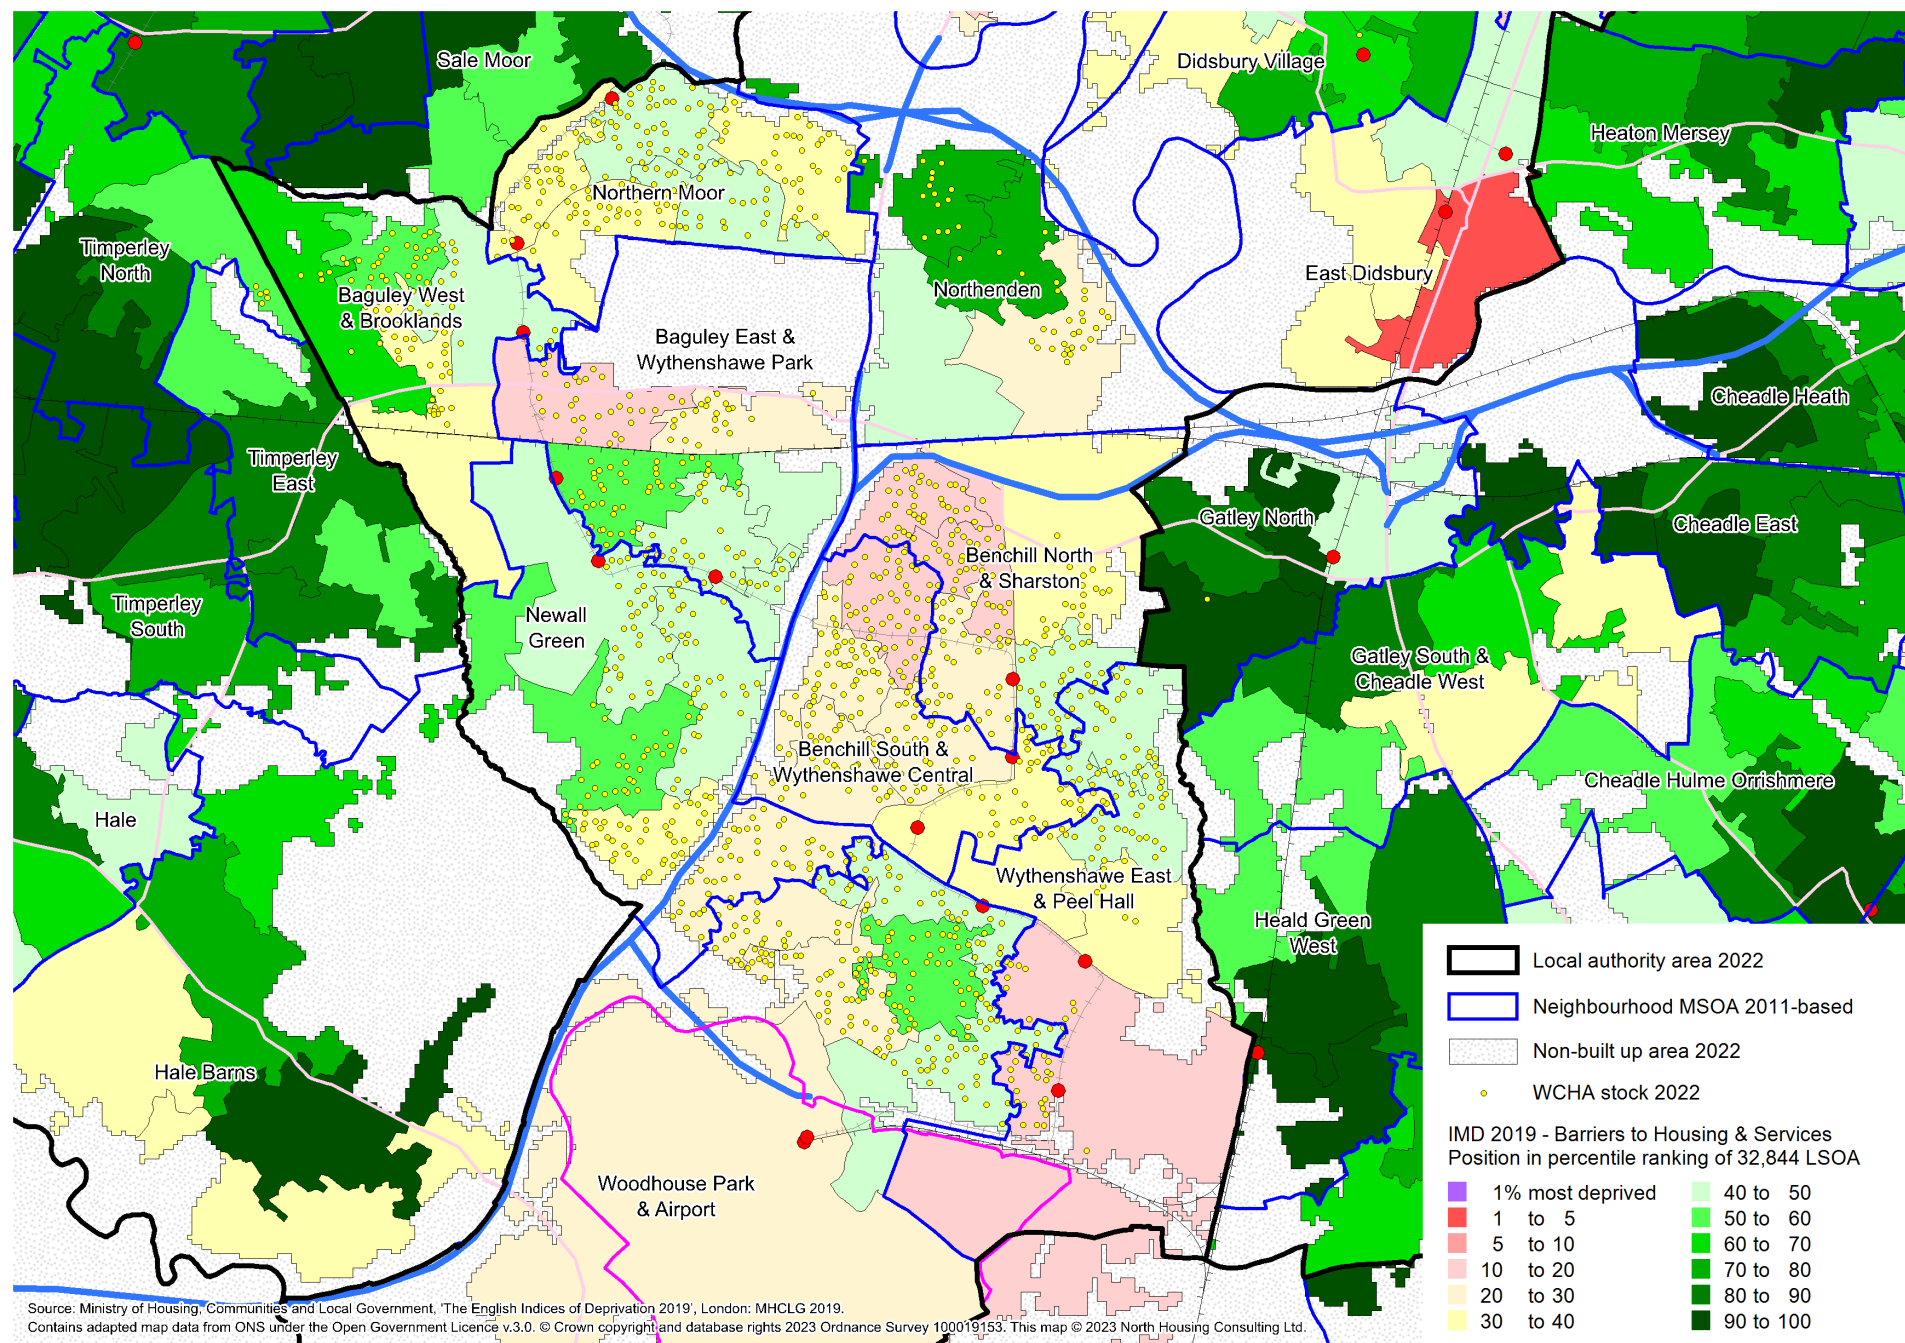 Sale Moor
Didsbury Village
Heaton Mersey
Northern Moor
Timperley
North
Baguley West
& Brooklands
Northenden
East Didsbury
Baguley East &
Wythenshawe Park
Cheadle Heath
Timperley
East
Gatley North
Cheadle East
Benchill North
& Sharston
Timperley
South
Newall
Green
Gatley South &
Cheadle West
Benchill South &
Wythenshawe Central
Cheadle Hulme Orrishmere
Hale
Wythenshawe East
& Peel Hall
Heald Green
West
Hale Barns
Woodhouse Park
& Airport
Local authority area 2022
Neighbourhood MSOA 2011-based
Non-built up area 2022
WCHA stock 2022
IMD 2019 - Barriers to Housing & Services
Position in percentile ranking of 32,844 LSOA
1% most deprived
1 to 5
5 to 10
10 to 20
20 to 30
30 to 40
40 to 50
50 to 60
60 to 70
70 to 80
80 to 90
90 to 100
Source: Ministry of Housing, Communities and Local Government, 'The English Indices of Deprivation 2019', London: MHCLG 2019.
Contains adapted map data from ONS under the Open Government Licence v.3.0. © Crown copyright and database rights 2023 Ordnance Survey 100019153. This map © 2023 North Housing Consulting Ltd.